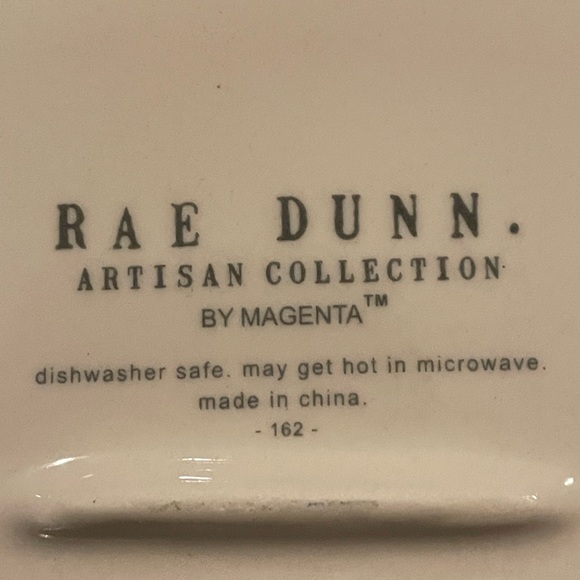 RAE DUNN.
ARTISAN COLLECTION
BY MAGENTA™
dishwasher safe. may get hot in microwave.
made in china.
- 162 -